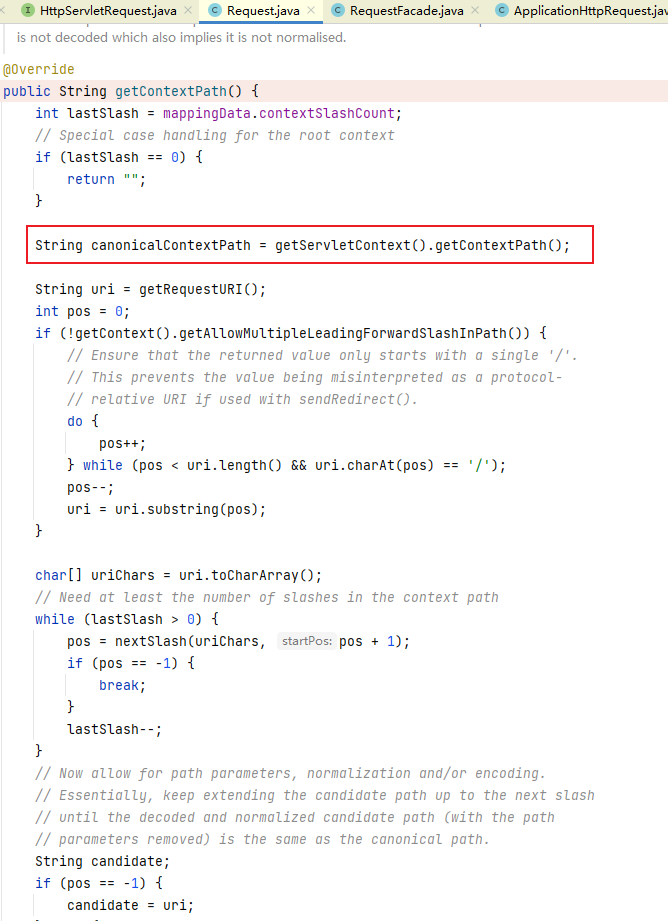 HttpServletRequest.java Request.java RequestFacade.java ApplicationHttpRequest.jav
is not decoded which also implies it is not normalised.
@Override
public String getContextPath() {
int lastSlash = mappingData.contextSlashCount;
// Special case handling for the root context
if (lastSlash == 0) {
return "";
}
String canonicalContextPath = getServletContext().getContextPath();
String uri = getRequestURI();
int pos = 0;
if (!getContext().getAllowMultipleLeadingForwardSlashInPath()) {
// Ensure that the returned value only starts with a single '/'.
// This prevents the value being misinterpreted as a protocol-
// relative URI if used with sendRedirect().
do {
pos++;
} while (pos < uri.length() && uri.charAt(pos) == '/');
pos--;
uri = uri.substring(pos);
}
char[] uriChars = uri.toCharArray();
// Need at least the number of slashes in the context path
while (lastSlash > 0) {
pos = nextSlash(uriChars, startPos: pos + 1);
if (pos == -1) {
break;
}
lastSlash--;
}
// Now allow for path parameters, normalization and/or encoding.
// Essentially, keep extending the candidate path up to the next slash
// until the decoded and normalized candidate path (with the path
// parameters removed) is the same as the canonical path.
String candidate;
if (pos == -1) {
candidate = uri;